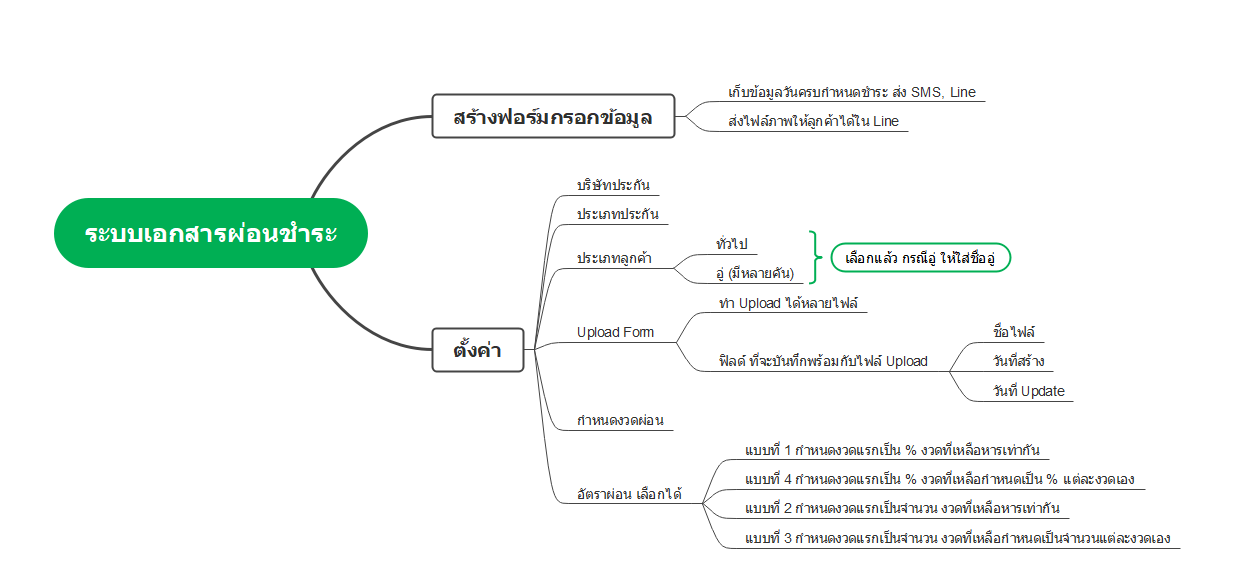 ระบบเอกสารผ่อนชำระ
สร้างฟอร์มกรอกข้อมูล
เก็บข้อมูลวันครบกำหนดชำระ ส่ง SMS, Line
ส่งไฟล์ภาพให้ลูกค้าได้ใน Line
ตั้งค่า
บริษัทประกัน
ประเภทประกัน
ประเภทลูกค้า
ทั่วไป
อู่ (มีหลายคัน)
เลือกแล้ว กรณีอู่ ให้ใส่ชื่ออู่
Upload Form
ทำ Upload ได้หลายไฟล์
ฟิลด์ ที่จะบันทึกพร้อมกับไฟล์ Upload
ชื่อไฟล์
วันที่สร้าง
วันที่ Update
กำหนดงวดผ่อน
อัตราผ่อน เลือกได้
แบบที่ 1 กำหนดงวดแรกเป็น % งวดที่เหลือหารเท่ากัน
แบบที่ 4 กำหนดงวดแรกเป็น % งวดที่เหลือกำหนดเป็น % แต่ละงวดเอง
แบบที่ 2 กำหนดงวดแรกเป็นจำนวน งวดที่เหลือหารเท่ากัน
แบบที่ 3 กำหนดงวดแรกเป็นจำนวน งวดที่เหลือกำหนดเป็นจำนวนแต่ละงวดเอง